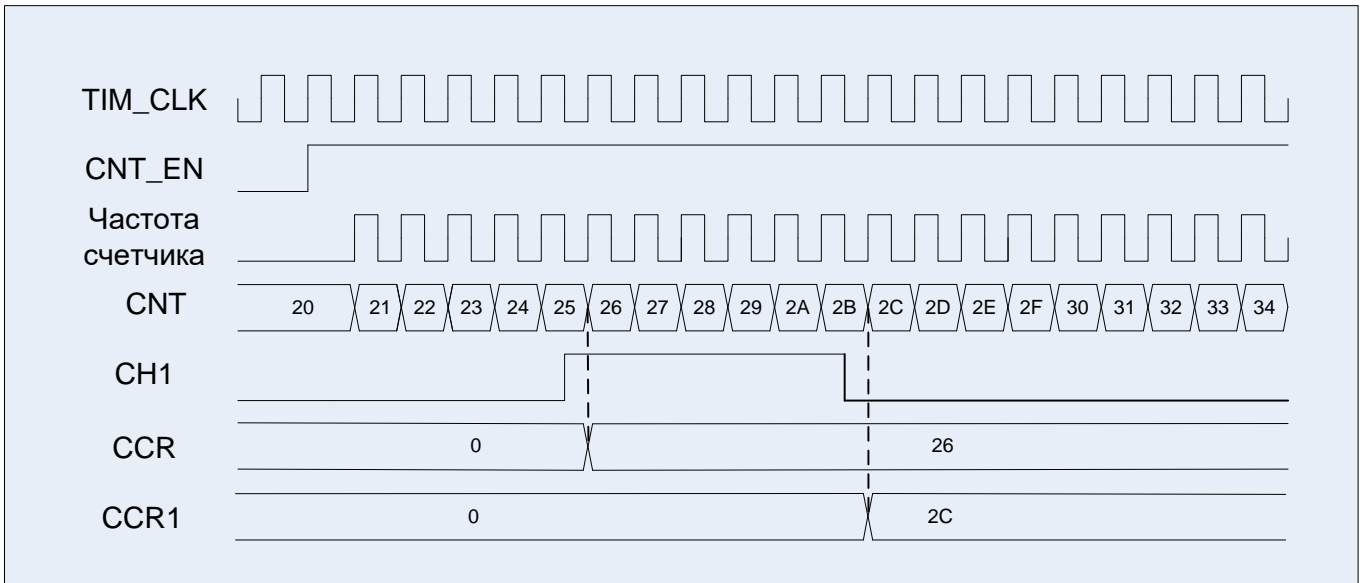 TIM_CLK
CNT_EN
Частота
счетчика
CNT 20 21 22 23 24 25 26 27 28 29 2A 2B 2C 2D 2E 2F 30 31 32 33 34
CH1
CCR 0 26
CCR1 0 2C